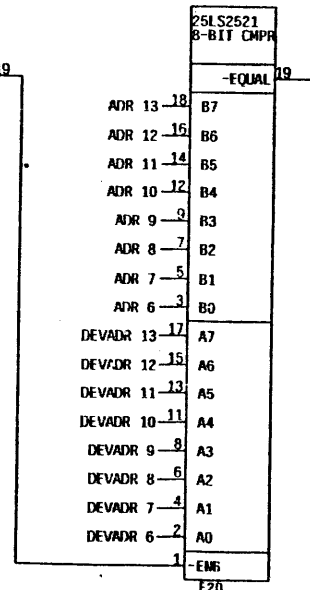 25LS2521
8-BIT CMPR
19
-EQUAL 19
ADR 13 18 B7
ADR 12 16 B6
ADR 11 14 B5
ADR 10 12 B4
ADR 9 9 B3
ADR 8 7 B2
ADR 7 5 B1
ADR 6 3 B0
DEVADR 13 17 A7
DEVADR 12 15 A6
DEVADR 11 13 A5
DEVADR 10 11 A4
DEVADR 9 8 A3
DEVADR 8 6 A2
DEVADR 7 4 A1
DEVADR 6 2 A0
1 -ENG